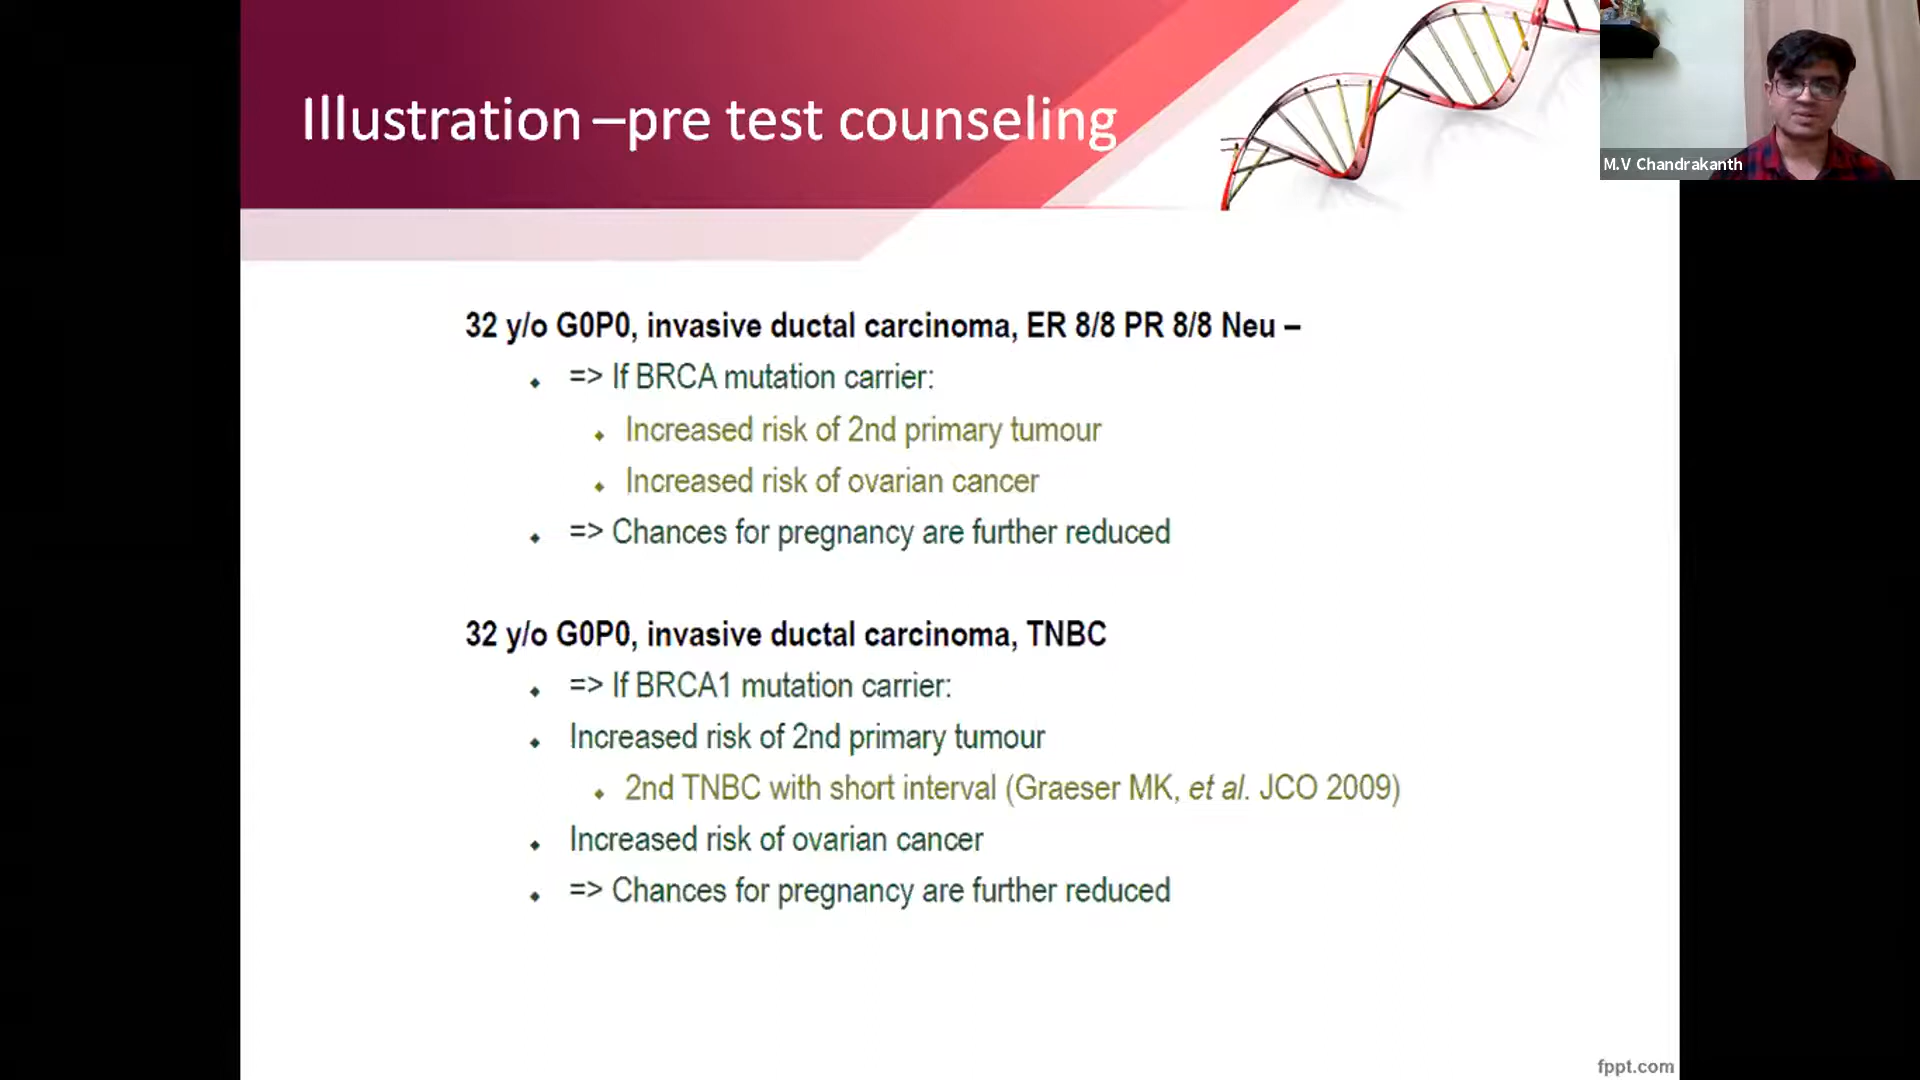 Illustration –pre test counseling
M.V Chandrakanth
32 y/o G0P0, invasive ductal carcinoma, ER 8/8 PR 8/8 Neu –
=> If BRCA mutation carrier:
Increased risk of 2nd primary tumour
Increased risk of ovarian cancer
=> Chances for pregnancy are further reduced
32 y/o G0P0, invasive ductal carcinoma, TNBC
=> If BRCA1 mutation carrier:
Increased risk of 2nd primary tumour
2nd TNBC with short interval (Graeser MK, et al. JCO 2009)
Increased risk of ovarian cancer
=> Chances for pregnancy are further reduced
fppt.com